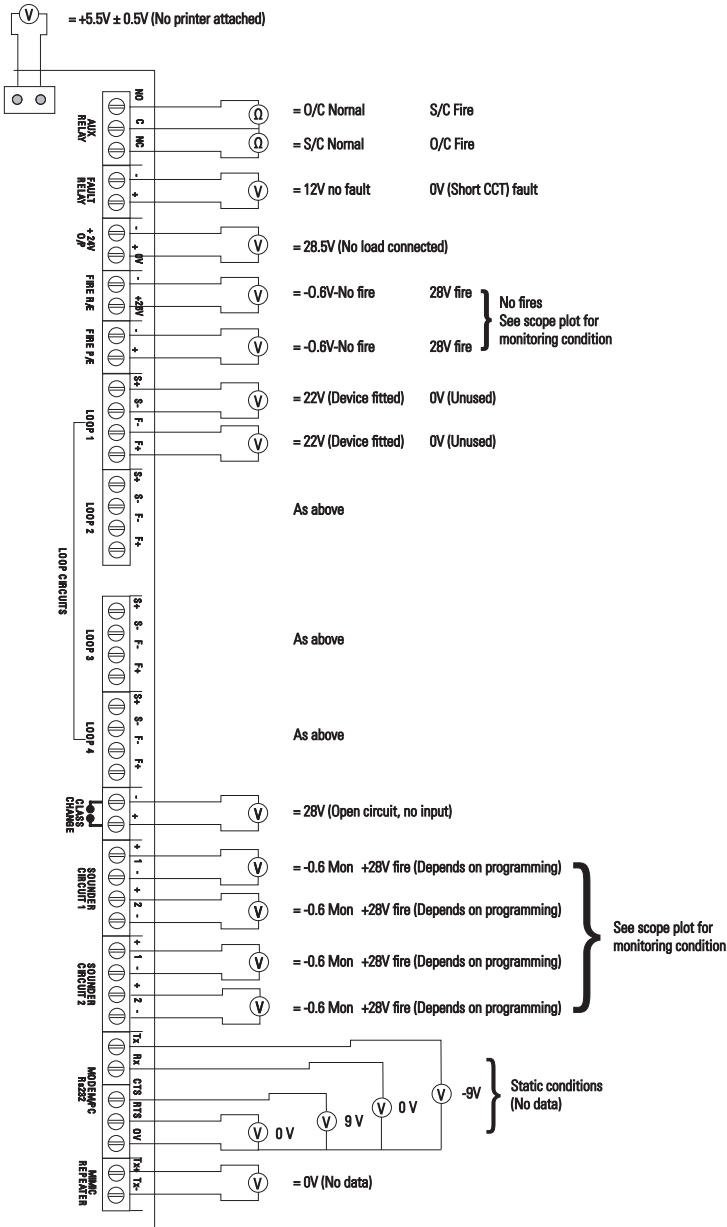 V = +5.5V ± 0.5V (No printer attached)
AUX RELAY
NO
C
NC
Ω = O/C Nornal S/C Fire
Ω = S/C Nornal O/C Fire
FAULT RELAY
-
+
V = 12V no fault 0V (Short CCT) fault
+ 24V O/P
-
+ 0V
V = 28.5V (No load connected)
FIRE R/E
-
+28V
V = -0.6V-No fire 28V fire
FIRE P/E
-
+
V = -0.6V-No fire 28V fire
No fires
See scope plot for
monitoring condition
LOOP CIRCUITS
LOOP 1
S+
S-
F-
F+
V = 22V (Device fitted) 0V (Unused)
V = 22V (Device fitted) 0V (Unused)
LOOP 2
S+
S-
F-
F+
As above
LOOP 3
S+
S-
F-
F+
As above
LOOP 4
S+
S-
F-
F+
As above
CLASS CHANGE
-
+
V = 28V (Open circuit, no input)
SOUNDER CIRCUIT 1
+
1
-
+
2
-
V = -0.6 Mon +28V fire (Depends on programming)
V = -0.6 Mon +28V fire (Depends on programming)
SOUNDER CIRCUIT 2
+
1
-
+
2
-
V = -0.6 Mon +28V fire (Depends on programming)
V = -0.6 Mon +28V fire (Depends on programming)
See scope plot for
monitoring condition
MODEM/PC Rs232
Tx
Rx
CTS
RTS
0V
V 0 V
V 9 V
V 0 V
V -9V
Static conditions
(No data)
MIMIC REPEATER
Tx+
Tx-
V = 0V (No data)